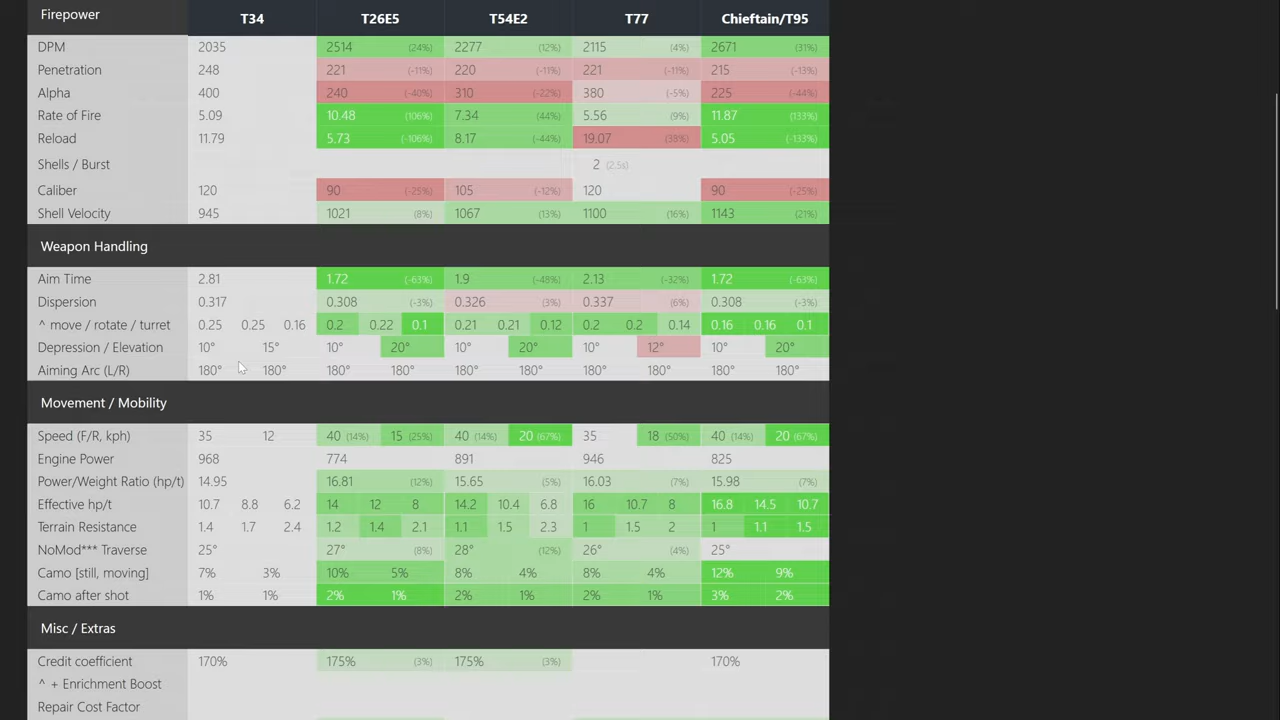 Firepower T34 T26E5 T54E2 T77 Chieftain/T95
DPM 2035 2514 (24%) 2277 (12%) 2115 (4%) 2671 (31%)
Penetration 248 221 (-11%) 220 (-11%) 221 (-11%) 215 (-13%)
Alpha 400 240 (-40%) 310 (-22%) 380 (-5%) 225 (-44%)
Rate of Fire 5.09 10.48 (106%) 7.34 (44%) 5.56 (9%) 11.87 (133%)
Reload 11.79 5.73 (-106%) 8.17 (-44%) 19.07 (38%) 5.05 (-133%)
Shells / Burst 2 (2.5s)
Caliber 120 90 (-25%) 105 (-12%) 120 90 (-25%)
Shell Velocity 945 1021 (8%) 1067 (13%) 1100 (16%) 1143 (21%)
Weapon Handling
Aim Time 2.81 1.72 (-63%) 1.9 (-48%) 2.13 (-32%) 1.72 (-63%)
Dispersion 0.317 0.308 (-3%) 0.326 (3%) 0.337 (6%) 0.308 (-3%)
^ move / rotate / turret 0.25 0.25 0.16 0.2 0.22 0.1 0.21 0.21 0.12 0.2 0.2 0.14 0.16 0.16 0.1
Depression / Elevation 10° 15° 10° 20° 10° 20° 10° 12° 10° 20°
Aiming Arc (L/R) 180° 180° 180° 180° 180° 180° 180° 180° 180° 180°
Movement / Mobility
Speed (F/R, kph) 35 12 40 (14%) 15 (25%) 40 (14%) 20 (67%) 35 18 (50%) 40 (14%) 20 (67%)
Engine Power 968 774 891 946 825
Power/Weight Ratio (hp/t) 14.95 16.81 (12%) 15.65 (5%) 16.03 (7%) 15.98 (7%)
Effective hp/t 10.7 8.8 6.2 14 12 8 14.2 10.4 6.8 16 10.7 8 16.8 14.5 10.7
Terrain Resistance 1.4 1.7 2.4 1.2 1.4 2.1 1.1 1.5 2.3 1 1.5 2 1 1.1 1.5
NoMod*** Traverse 25° 27° (8%) 28° (12%) 26° (4%) 25°
Camo [still, moving] 7% 3% 10% 5% 8% 4% 8% 4% 12% 9%
Camo after shot 1% 1% 2% 1% 2% 1% 2% 1% 3% 2%
Misc / Extras
Credit coefficient 170% 175% (3%) 175% (3%) 170%
^ + Enrichment Boost
Repair Cost Factor